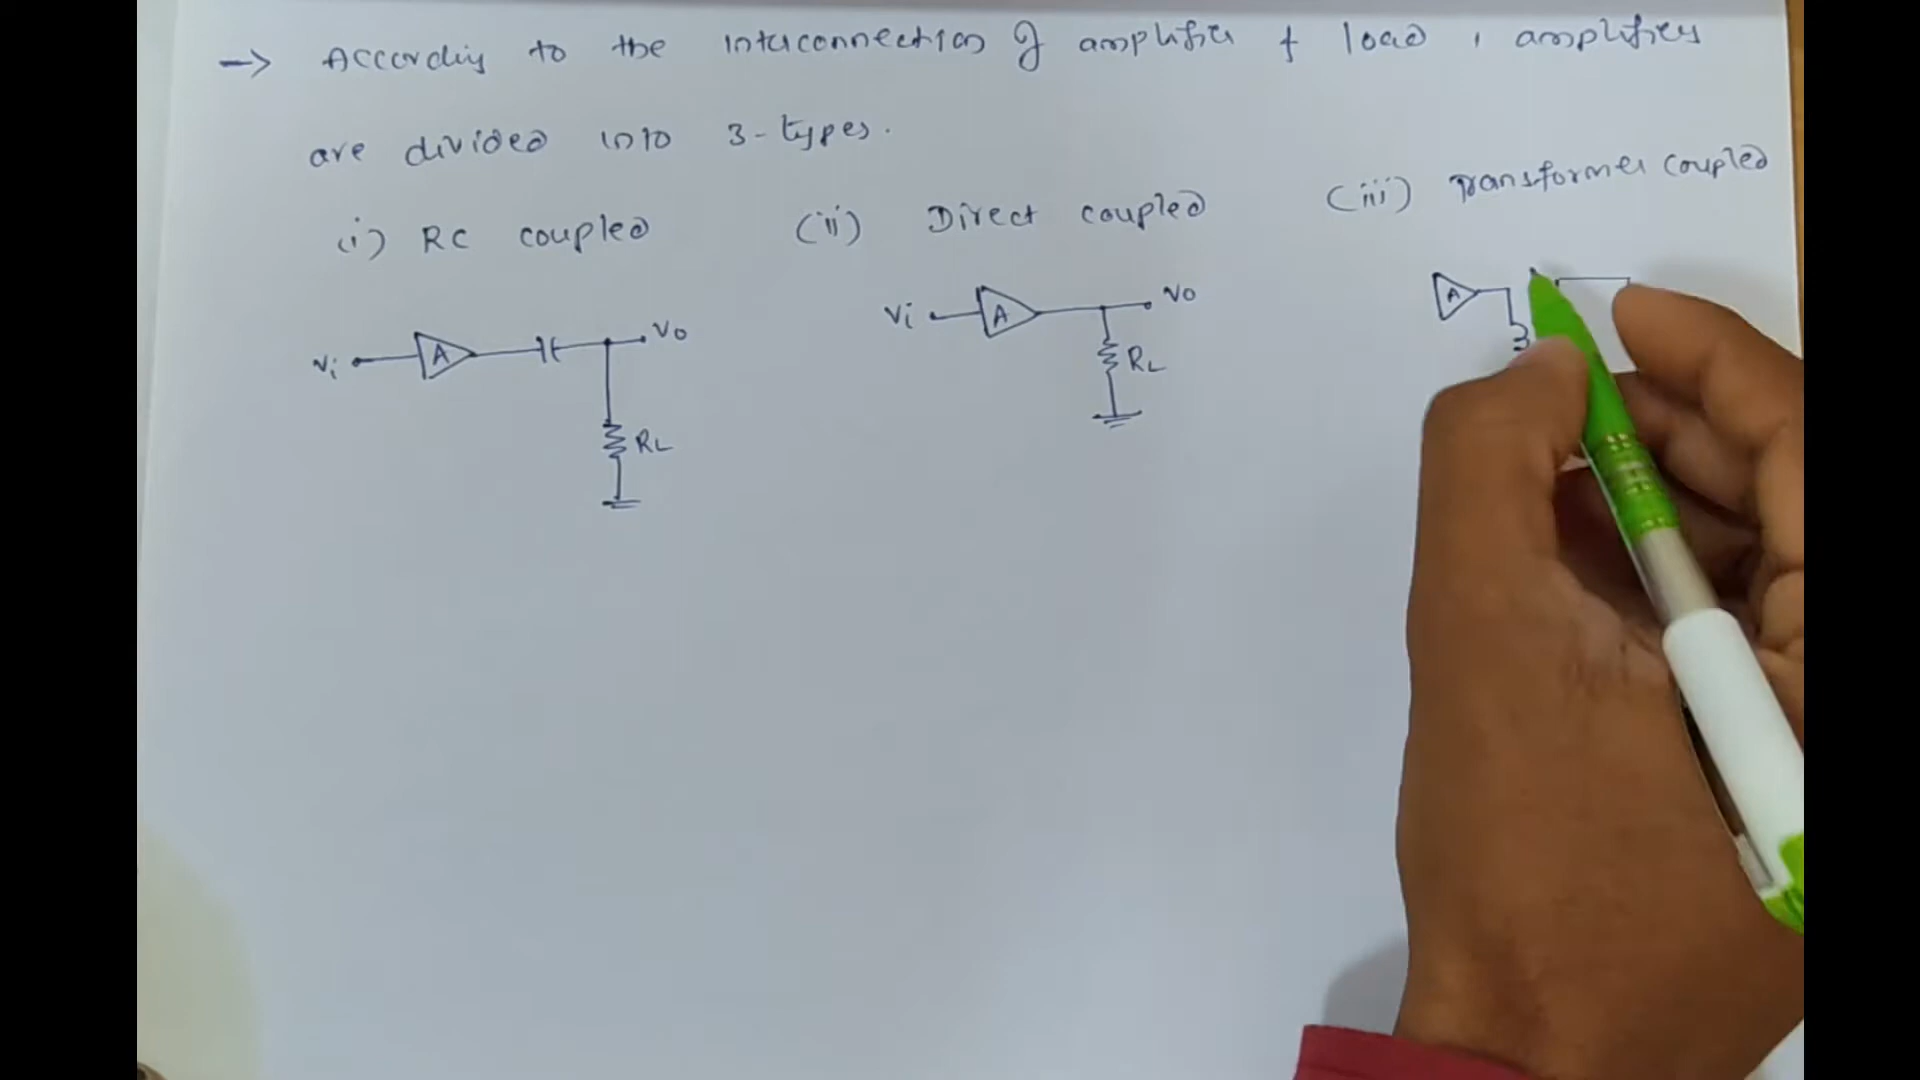 → According to the interconnection of amplifier & load, amplifiers
are divided into 3-types.
(i) RC coupled (ii) Direct coupled (iii) Transformer coupled
Vi A Vo RL
Vi A Vo RL
A